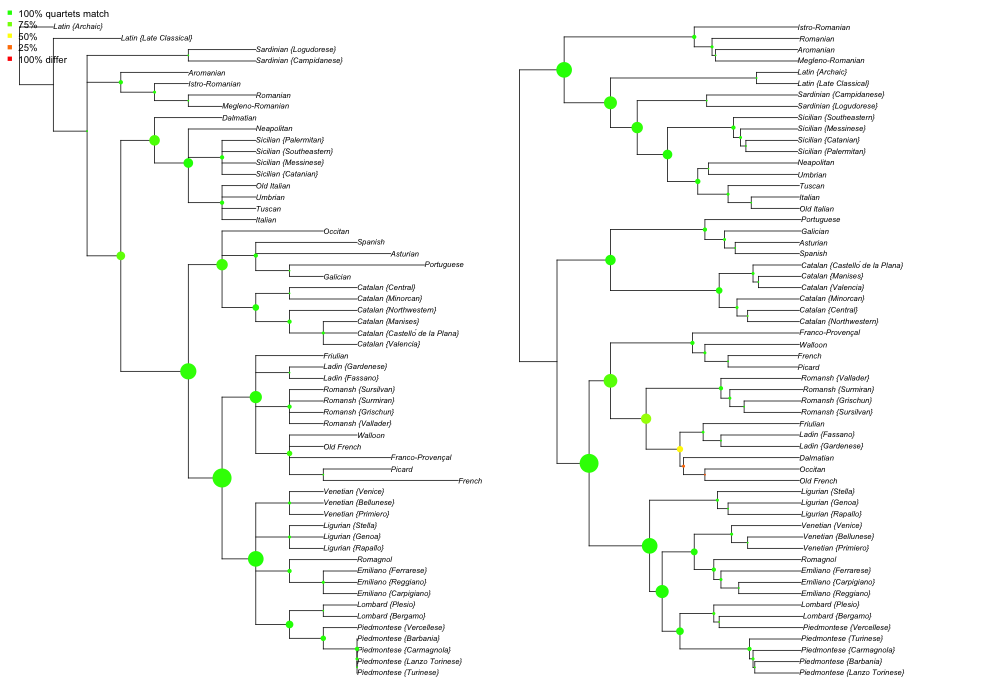 100% quartets match
75%
50%
25%
100% differ
Latin {Archaic}
Latin {Late Classical}
Sardinian {Logudorese}
Sardinian {Campidanese}
Aromanian
Istro-Romanian
Romanian
Megleno-Romanian
Dalmatian
Neapolitan
Sicilian {Palermitan}
Sicilian {Southeastern}
Sicilian {Messinese}
Sicilian {Catanian}
Old Italian
Umbrian
Tuscan
Italian
Occitan
Spanish
Asturian
Portuguese
Galician
Catalan {Central}
Catalan {Minorcan}
Catalan {Northwestern}
Catalan {Manises}
Catalan {Castello ́de la Plana}
Catalan {Valencia}
Friulian
Ladin {Gardenese}
Ladin {Fassano}
Romansh {Sursilvan}
Romansh {Surmiran}
Romansh {Grischun}
Romansh {Vallader}
Walloon
Old French
Franco-Provençal
Picard
French
Venetian {Venice}
Venetian {Bellunese}
Venetian {Primiero}
Ligurian {Stella}
Ligurian {Genoa}
Ligurian {Rapallo}
Romagnol
Emiliano {Ferrarese}
Emiliano {Reggiano}
Emiliano {Carpigiano}
Lombard {Plesio}
Lombard {Bergamo}
Piedmontese {Vercellese}
Piedmontese {Barbania}
Piedmontese {Carmagnola}
Piedmontese {Lanzo Torinese}
Piedmontese {Turinese}
Istro-Romanian
Romanian
Aromanian
Megleno-Romanian
Latin {Archaic}
Latin {Late Classical}
Sardinian {Campidanese}
Sardinian {Logudorese}
Sicilian {Southeastern}
Sicilian {Messinese}
Sicilian {Catanian}
Sicilian {Palermitan}
Neapolitan
Umbrian
Tuscan
Italian
Old Italian
Portuguese
Galician
Asturian
Spanish
Catalan {Castello ́de la Plana}
Catalan {Manises}
Catalan {Valencia}
Catalan {Minorcan}
Catalan {Central}
Catalan {Northwestern}
Franco-Provençal
Walloon
French
Picard
Romansh {Vallader}
Romansh {Surmiran}
Romansh {Grischun}
Romansh {Sursilvan}
Friulian
Ladin {Fassano}
Ladin {Gardenese}
Dalmatian
Occitan
Old French
Ligurian {Stella}
Ligurian {Genoa}
Ligurian {Rapallo}
Venetian {Venice}
Venetian {Bellunese}
Venetian {Primiero}
Romagnol
Emiliano {Ferrarese}
Emiliano {Carpigiano}
Emiliano {Reggiano}
Lombard {Plesio}
Lombard {Bergamo}
Piedmontese {Vercellese}
Piedmontese {Turinese}
Piedmontese {Carmagnola}
Piedmontese {Barbania}
Piedmontese {Lanzo Torinese}